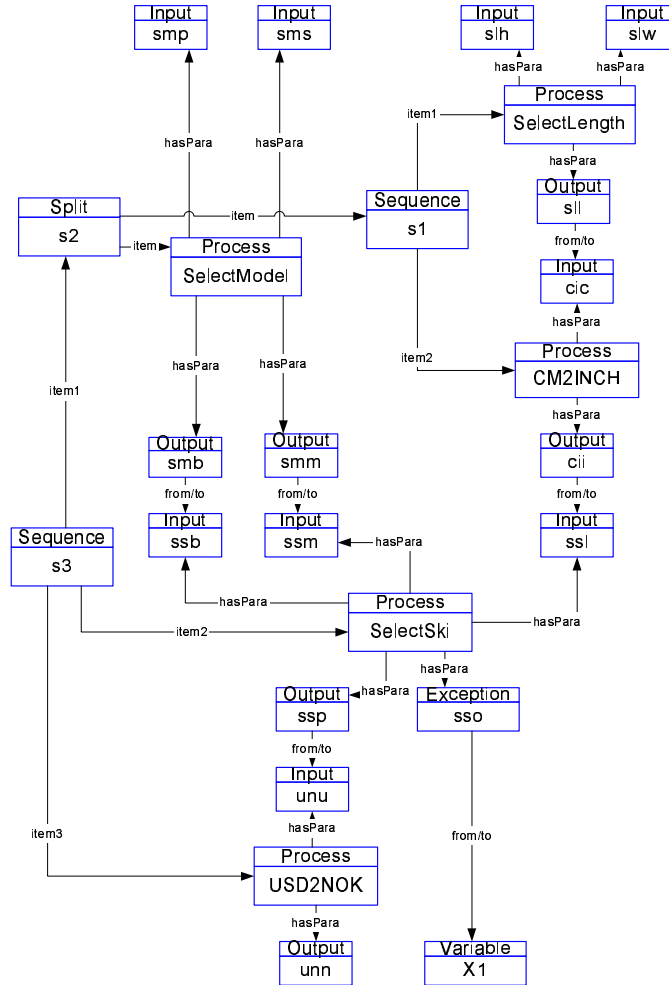 Input
smp
Input
sms
Input
slh
Input
slw
hasPara
hasPara
Process
SelectLength
item1
hasPara
hasPara
hasPara
Output
sll
Split
s2
item
item
Sequence
s1
Process
SelectModel
from/to
Input
cic
hasPara
Process
CM2INCH
item2
hasPara
hasPara
hasPara
item1
Output
smb
Output
smm
Output
cii
from/to
from/to
from/to
Input
ssb
Input
ssm
Input
ssl
Sequence
s3
hasPara
Process
SelectSki
hasPara
hasPara
item2
hasPara
hasPara
Output
ssp
Exception
sso
from/to
Input
unu
hasPara
item3
from/to
Process
USD2NOK
hasPara
Output
unn
Variable
X1